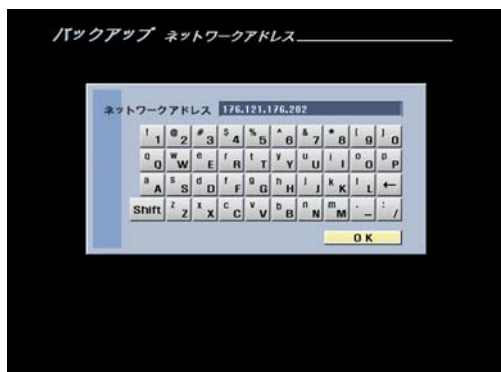 バックアップ ネットワークアドレス
ネットワークアドレス 176.121.176.202
! 1 @ 2 # 3 $ 4 % 5 ^ 6 & 7 * 8 ( 9 ) 0
q Q w W e E r R t T y Y u U i I o O p P
a A s S d D f F g G h H j J k K l L ←
Shift z Z x X c C v V b B n N m M . _ : /
OK